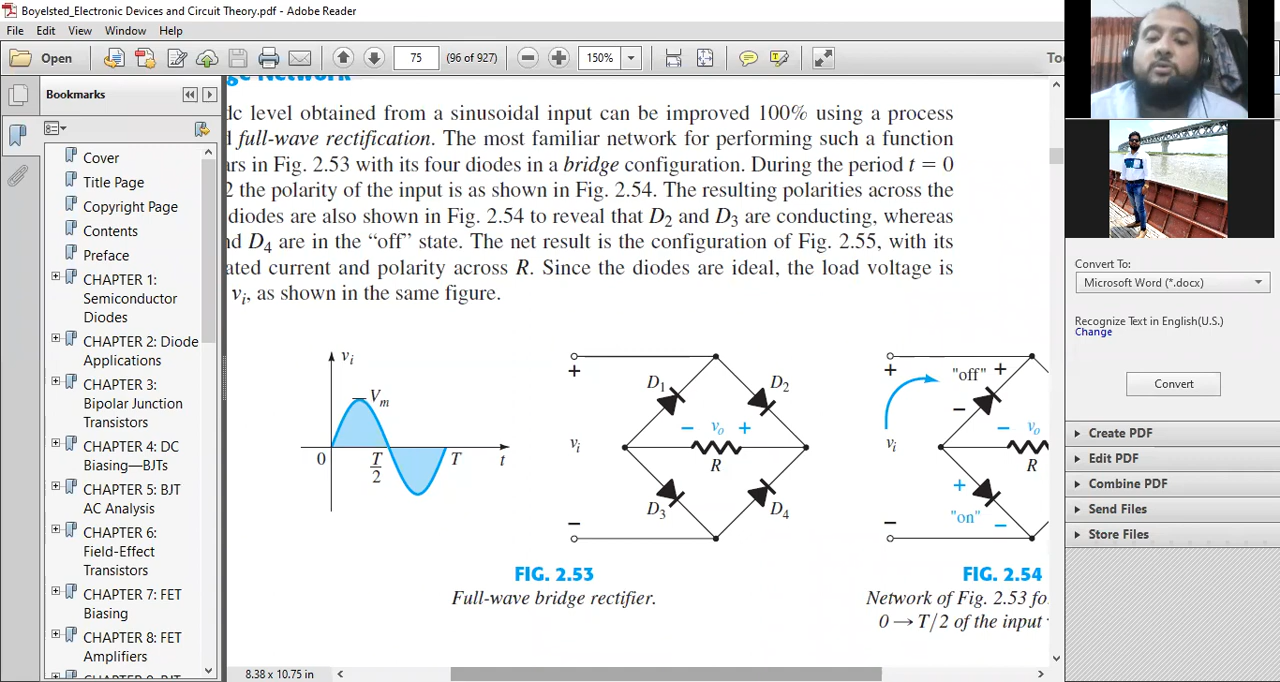 Boyelsted_Electronic Devices and Circuit Theory.pdf - Adobe Reader
File Edit View Window Help
Open
75
(96 of 927)
150%
To
Bookmarks
Cover
Title Page
Copyright Page
Contents
Preface
CHAPTER 1:
Semiconductor
Diodes
CHAPTER 2: Diode
Applications
CHAPTER 3:
Bipolar Junction
Transistors
CHAPTER 4: DC
Biasing—BJTs
CHAPTER 5: BJT
AC Analysis
CHAPTER 6:
Field-Effect
Transistors
CHAPTER 7: FET
Biasing
CHAPTER 8: FET
Amplifiers
ge Network
dc level obtained from a sinusoidal input can be improved 100% using a process
full-wave rectification. The most familiar network for performing such a function
ars in Fig. 2.53 with its four diodes in a bridge configuration. During the period t = 0
2 the polarity of the input is as shown in Fig. 2.54. The resulting polarities across the
diodes are also shown in Fig. 2.54 to reveal that D2 and D3 are conducting, whereas
nd D4 are in the “off” state. The net result is the configuration of Fig. 2.55, with its
ated current and polarity across R. Since the diodes are ideal, the load voltage is
vi, as shown in the same figure.
vi
Vm
0
T
2
T
t
+
D1
D2
vi
− vo +
R
D3
D4
−
FIG. 2.53
Full-wave bridge rectifier.
+
"off" +
−
vi
− vo
R
+
"on" −
−
FIG. 2.54
Network of Fig. 2.53 fo
0 → T/2 of the input
8.38 x 10.75 in
Convert To:
Microsoft Word (*.docx)
Recognize Text in English(U.S.)
Change
Convert
Create PDF
Edit PDF
Combine PDF
Send Files
Store Files